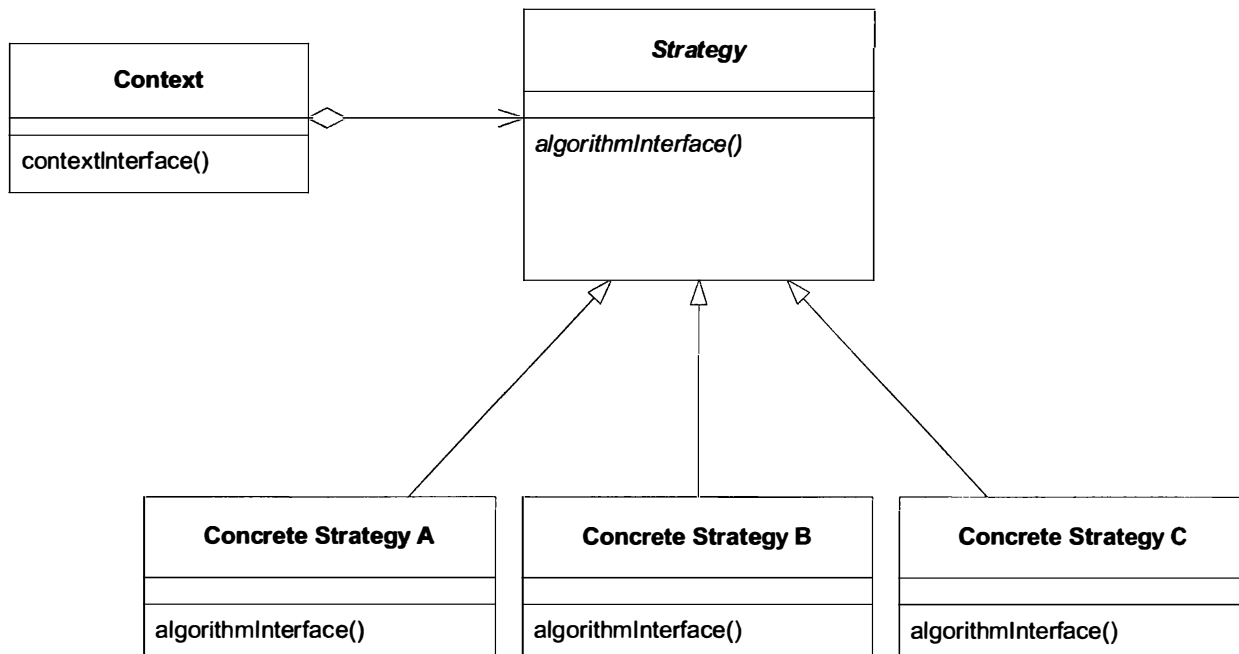 Context
contextInterface()
Strategy
algorithmInterface()
Concrete Strategy A
algorithmInterface()
Concrete Strategy B
algorithmInterface()
Concrete Strategy C
algorithmInterface()